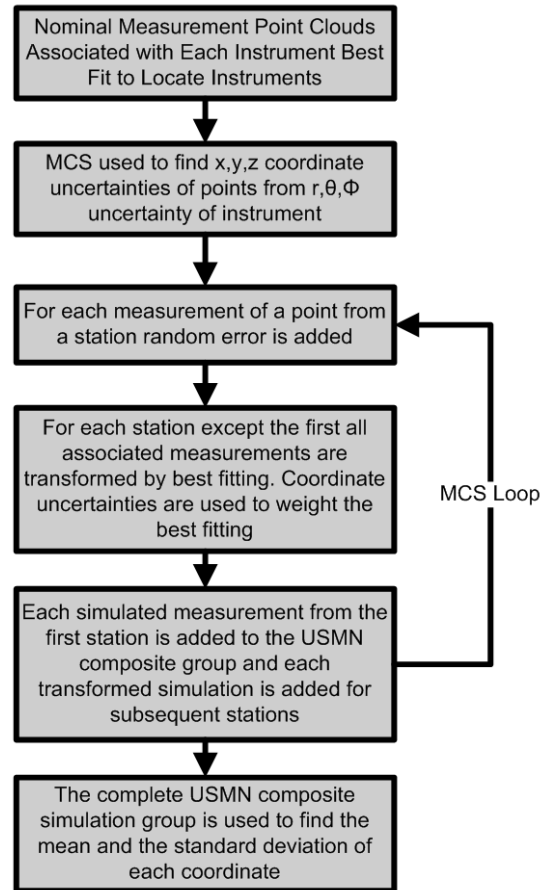 Nominal Measurement Point Clouds
Associated with Each Instrument Best
Fit to Locate Instruments
MCS used to find x,y,z coordinate
uncertainties of points from r,θ,Φ
uncertainty of instrument
For each measurement of a point from
a station random error is added
For each station except the first all
associated measurements are
transformed by best fitting. Coordinate
uncertainties are used to weight the
best fitting
MCS Loop
Each simulated measurement from the
first station is added to the USMN
composite group and each
transformed simulation is added for
subsequent stations
The complete USMN composite
simulation group is used to find the
mean and the standard deviation of
each coordinate